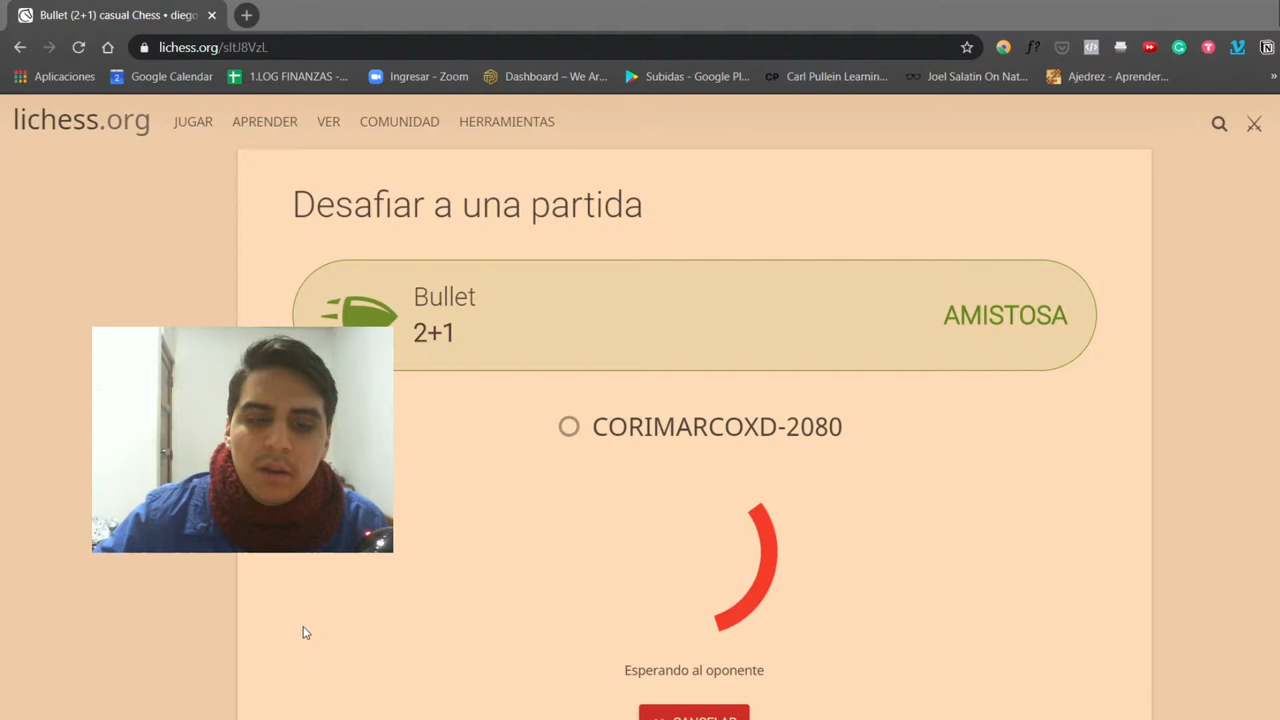 Bullet (2+1) casual Chess • diego
lichess.org/sltJ8VzL
Aplicaciones
Google Calendar
1.LOG FINANZAS -...
Ingresar - Zoom
Dashboard – We Ar...
Subidas - Google Pl...
Carl Pullein Learnin...
Joel Salatin On Nat...
Ajedrez - Aprender...
»
lichess.org JUGAR APRENDER VER COMUNIDAD HERRAMIENTAS
Desafiar a una partida
Bullet
2+1
AMISTOSA
CORIMARCOXD-2080
Esperando al oponente
CANCELAR